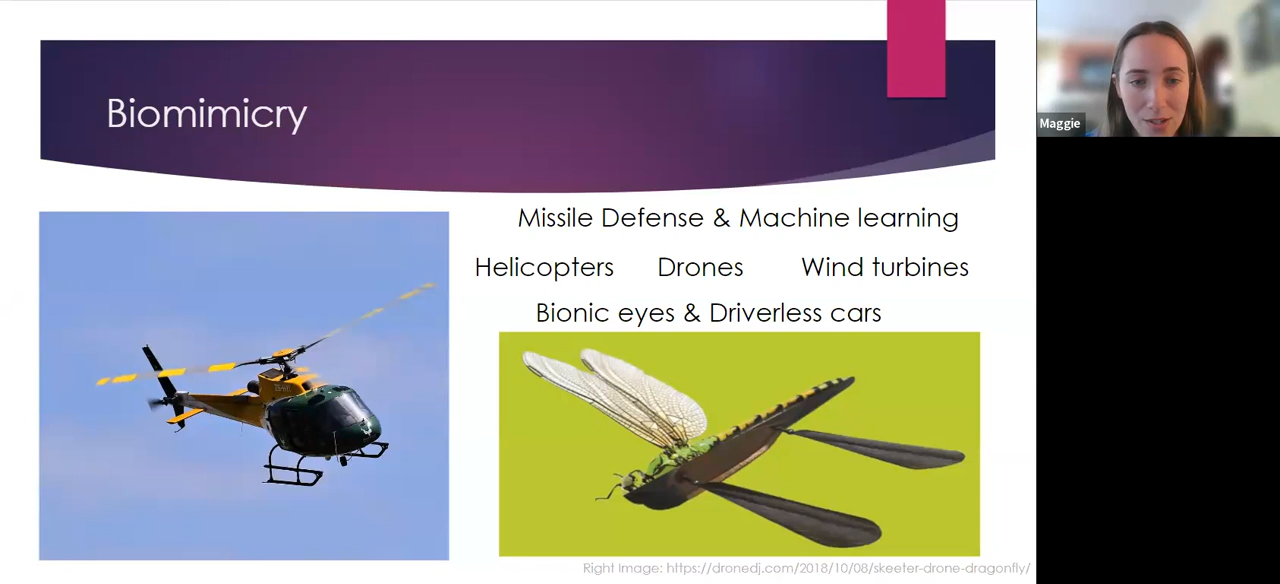 Biomimicry
Maggie
Missile Defense & Machine learning
Helicopters Drones Wind turbines
Bionic eyes & Driverless cars
Right Image: https://dronedj.com/2018/10/08/skeeter-drone-dragonfly/